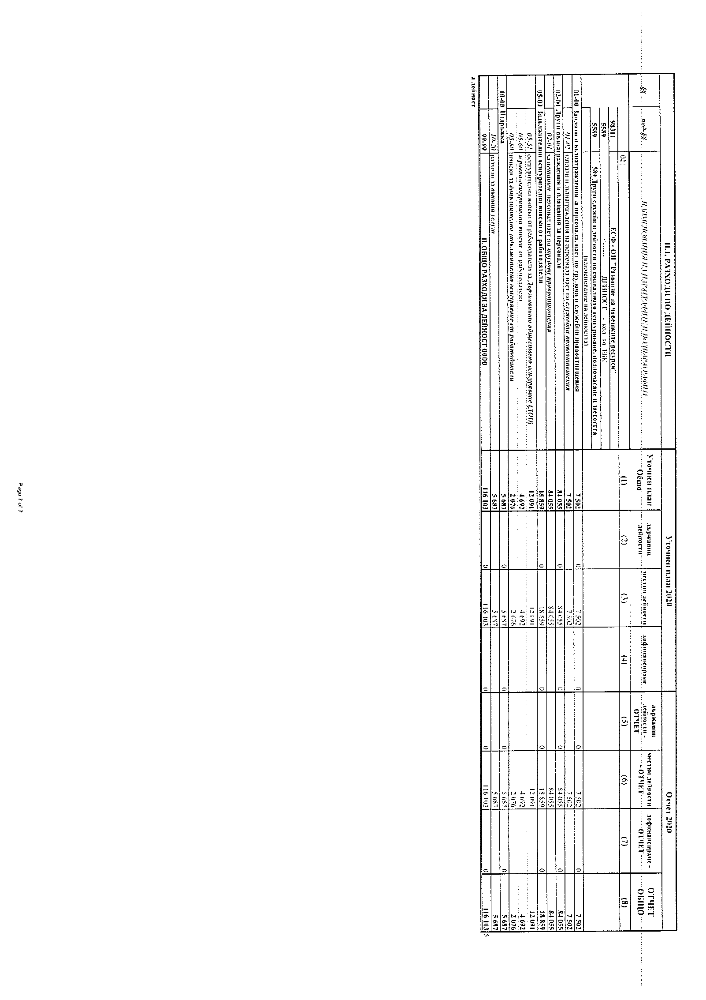 II.1. РАЗХОДИ ПО ДЕЙНОСТИ Уточнен план 2020 Отчет 2020
§§ под-§§ НАИМЕНОВАНИЯ НА ПАРАГРАФИТЕ И ПОДПАРАГРАФИТЕ Уточнен план Общо държавни дейности местни дейности дофинансиране държавни дейности - ОТЧЕТ местни дейности - ОТЧЕТ дофинансиране - ОТЧЕТ ОТЧЕТ ОБЩО
02 (1) (2) (3) (4) (5) (6) (7) (8)
98311 ЕСФ - ОП "Развитие на човешките ресурси"
5589 ДЕЙНОСТ - код по ЕБК
5589 589 Други служби и дейности по социалното осигуряване, подпомагане и заетостта
(наименование на дейността)
01-00 Заплати и възнаграждения за персонала, нает по трудови и служебни правоотношения 7 502 0 7 502 0 0 7 502 0 7 502
01-02 заплати и възнаграждения на персонала нает по служебни правоотношения 7 502 7 502 7 502 7 502
02-00 Други възнаграждения и плащания за персонала 84 055 0 84 055 0 0 84 055 0 84 055
02-01 за нещатен персонал нает по трудови правоотношения 84 055 84 055 84 055 84 055
05-00 Задължителни осигурителни вноски от работодатели 18 859 0 18 859 0 0 18 859 0 18 859
05-51 осигурителни вноски от работодатели за Държавното обществено осигуряване (ДОО) 12 091 12 091 12 091 12 091
05-60 здравно-осигурителни вноски от работодатели 4 692 4 692 4 692 4 692
05-80 вноски за допълнително задължително осигуряване от работодатели 2 076 2 076 2 076 2 076
10-00 Издръжка 5 687 0 5 687 0 0 5 687 0 5 687
10-20 разходи за външни услуги 5 687 5 687 5 687 5 687
99-99 II. ОБЩО РАЗХОДИ ЗА ДЕЙНОСТ 0000 116 103 0 116 103 0 0 116 103 0 116 103
а дейност
Page 7 of 7